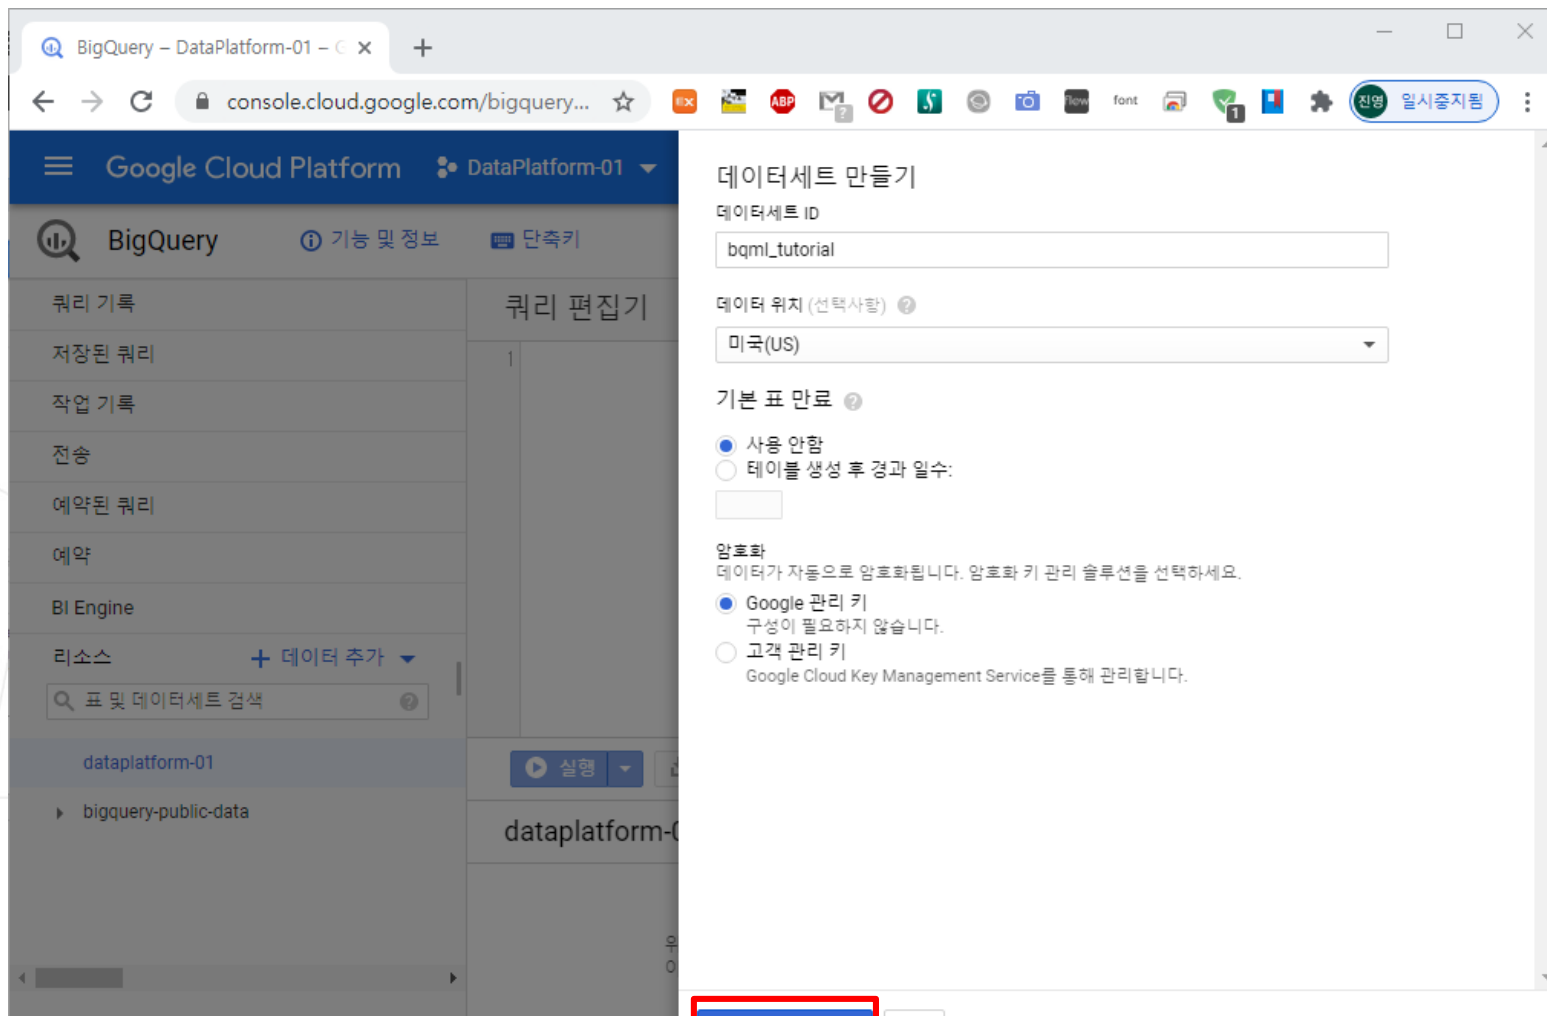 BigQuery – DataPlatform-01 – G
console.cloud.google.com/bigquery...
ABP
?
flow
font
1
진영
일시중지됨
Google Cloud Platform
DataPlatform-01
BigQuery
기능 및 정보
단축키
쿼리 기록
저장된 쿼리
작업 기록
전송
예약된 쿼리
예약
BI Engine
리소스
데이터 추가
표 및 데이터세트 검색
dataplatform-01
bigquery-public-data
쿼리 편집기
1
실행
dataplatform-0
데이터세트 만들기
데이터세트 ID
bqml_tutorial
데이터 위치 (선택사항)
미국(US)
기본 표 만료
사용 안함
테이블 생성 후 경과 일수:
암호화
데이터가 자동으로 암호화됩니다. 암호화 키 관리 솔루션을 선택하세요.
Google 관리 키
구성이 필요하지 않습니다.
고객 관리 키
Google Cloud Key Management Service를 통해 관리합니다.